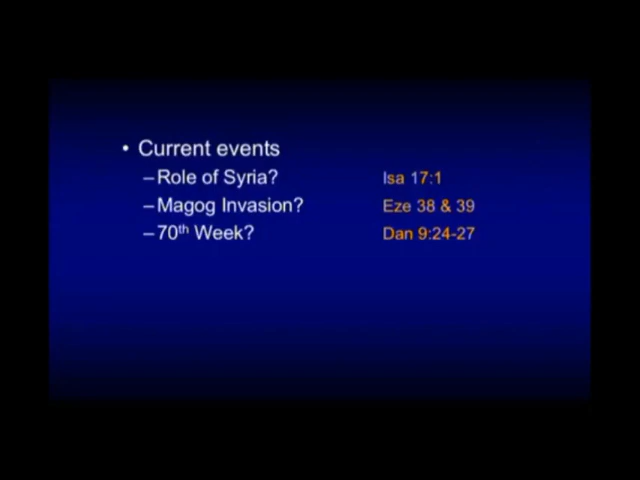 • Current events
–Role of Syria? Isa 17:1
–Magog Invasion? Eze 38 & 39
–70th Week? Dan 9:24-27